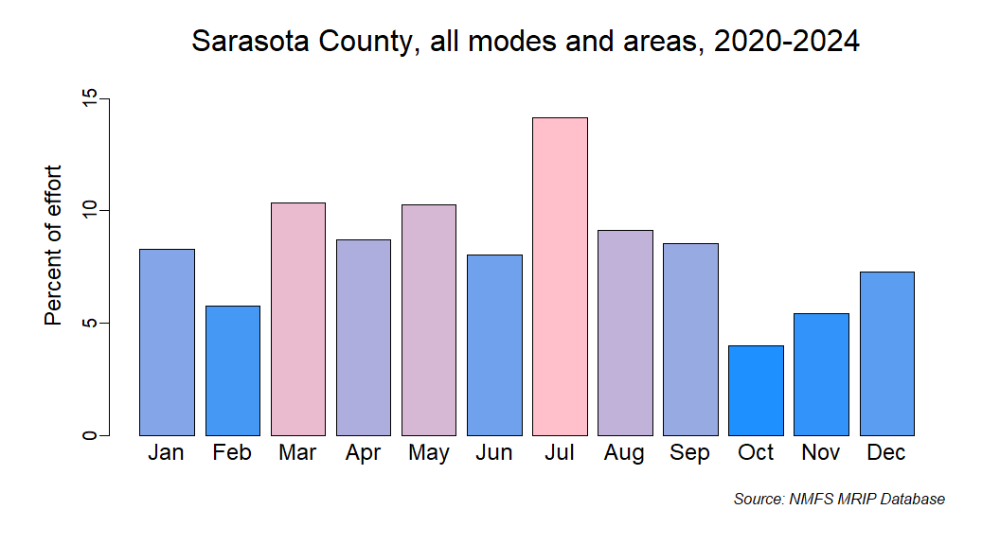 Sarasota County, all modes and areas, 2020-2024
Percent of effort
15
10
5
0
Jan Feb Mar Apr May Jun Jul Aug Sep Oct Nov Dec
Source: NMFS MRIP Database